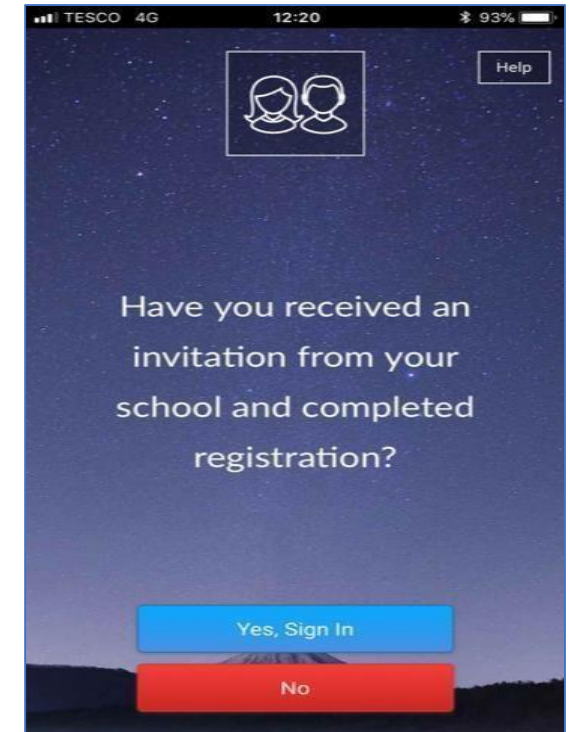 TESCO 4G 12:20 93%
Help
Have you received an
invitation from your
school and completed
registration?
Yes, Sign In
No